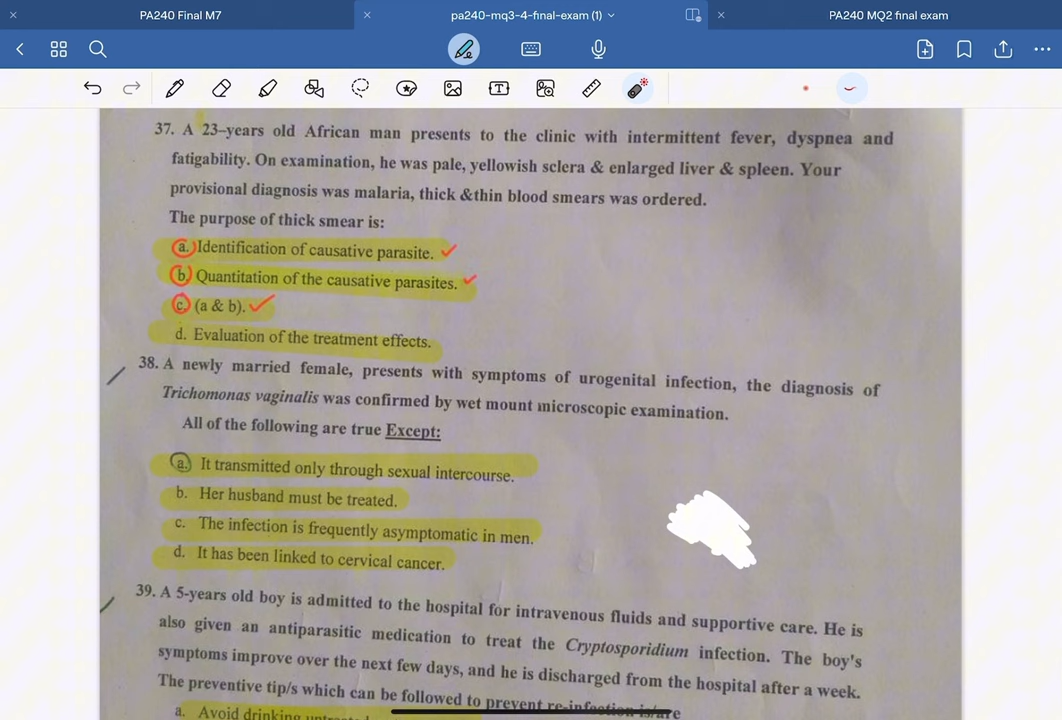 PA240 Final M7
pa240-mq3-4-final-exam (1)
PA240 MQ2 final exam
37. A 23–years old African man presents to the clinic with intermittent fever, dyspnea and
fatigability. On examination, he was pale, yellowish sclera & enlarged liver & spleen. Your
provisional diagnosis was malaria, thick &thin blood smears was ordered.
The purpose of thick smear is:
a. Identification of causative parasite.
b. Quantitation of the causative parasites.
c. (a & b).
d. Evaluation of the treatment effects.
38. A newly married female, presents with symptoms of urogenital infection, the diagnosis of
Trichomonas vaginalis was confirmed by wet mount microscopic examination.
All of the following are true Except:
a. It transmitted only through sexual intercourse.
b. Her husband must be treated.
c. The infection is frequently asymptomatic in men.
d. It has been linked to cervical cancer.
39. A 5-years old boy is admitted to the hospital for intravenous fluids and supportive care. He is
also given an antiparasitic medication to treat the Cryptosporidium infection. The boy's
symptoms improve over the next few days, and he is discharged from the hospital after a week.
The preventive tip/s which can be followed to prevent re-infection is/are
a. Avoid drinking